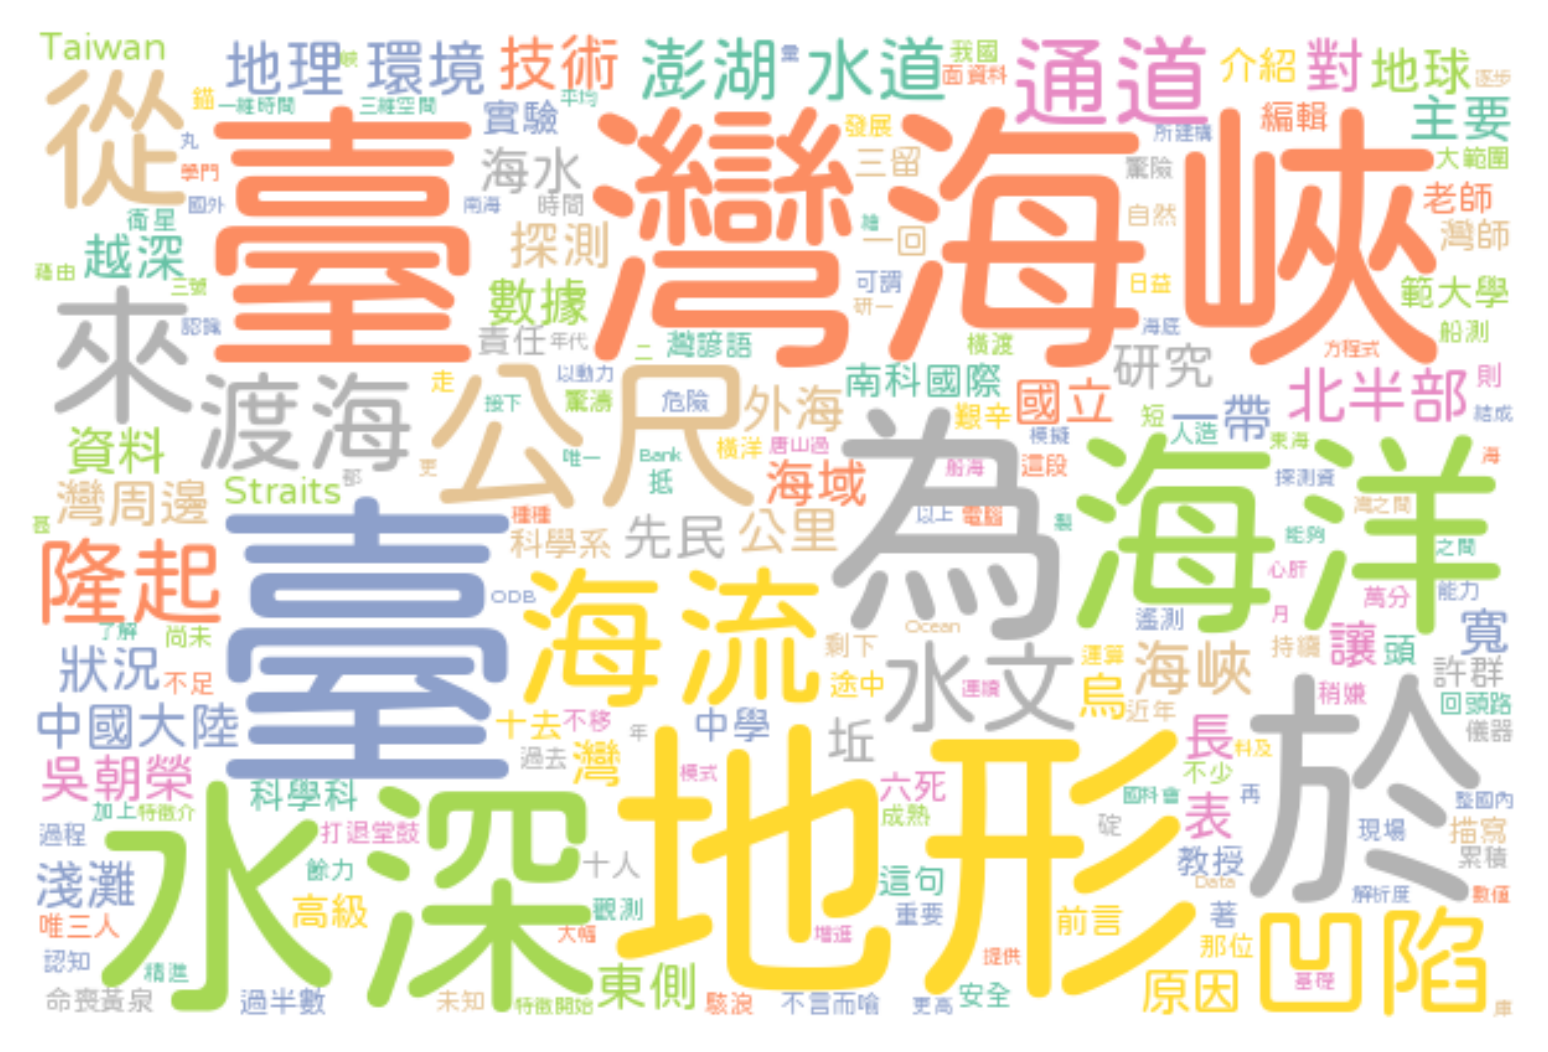 Taiwan
地理
環境
技術
澎湖
水道
我國
面資料
通道
介紹
對
地球
逐步
從
錨
一維時間
三維空間
平均
實驗
發展
所建構
編輯
主要
丸
臺灣海峽
學門
海水
三留
驚險
大範圍
國外
南海
時間
自然
老師
衛星
越深
探測
繪
一回
灣師
藉由
三號
數據
可謂
研一
日益
範大學
來
認識
責任
年代
二
灣諺語
橫渡
海底
船測
方程式
渡海
走
公尺
以動力
接下
驚濤
危險
外海
南科國際
艱辛
國立
研究
北半部
則
短
一帶
結成
資料
唯一
Bank
橫洋
唐山過
為
模擬
人造
東海
海洋
海
部
更
抵
海域
船海
這段
探測資
灣周邊
Straits
種種
以上
電腦
製
灣之間
甚
臺
科學系
先民
公里
能夠
之間
隆起
ODB
海流
心肝
萬分
能力
了解
尚未
Ocean
遙測
月
寬
狀況
不足
剩下
水文
運算
海峽
持續
讓
頭
許群
途中
連續
烏
近年
稍嫌
回頭路
中國大陸
十去
不移
年
中學
坵
長
料及
於
儀器
吳朝榮
過去
灣
地形
模式
六死
不少
科學科
國科會
再
整國內
加上
特徵介
水深
成熟
碇
表
現場
描寫
過程
打退堂鼓
十人
教授
累積
淺灘
餘力
這句
Data
解析度
數值
高級
觀測
重要
前言
著
凹陷
唯三人
大幅
增進
那位
認知
精進
東側
提供
原因
基礎
命喪黃泉
過半數
未知
特徵開始
駭浪
不言而喻
更高
安全
庫